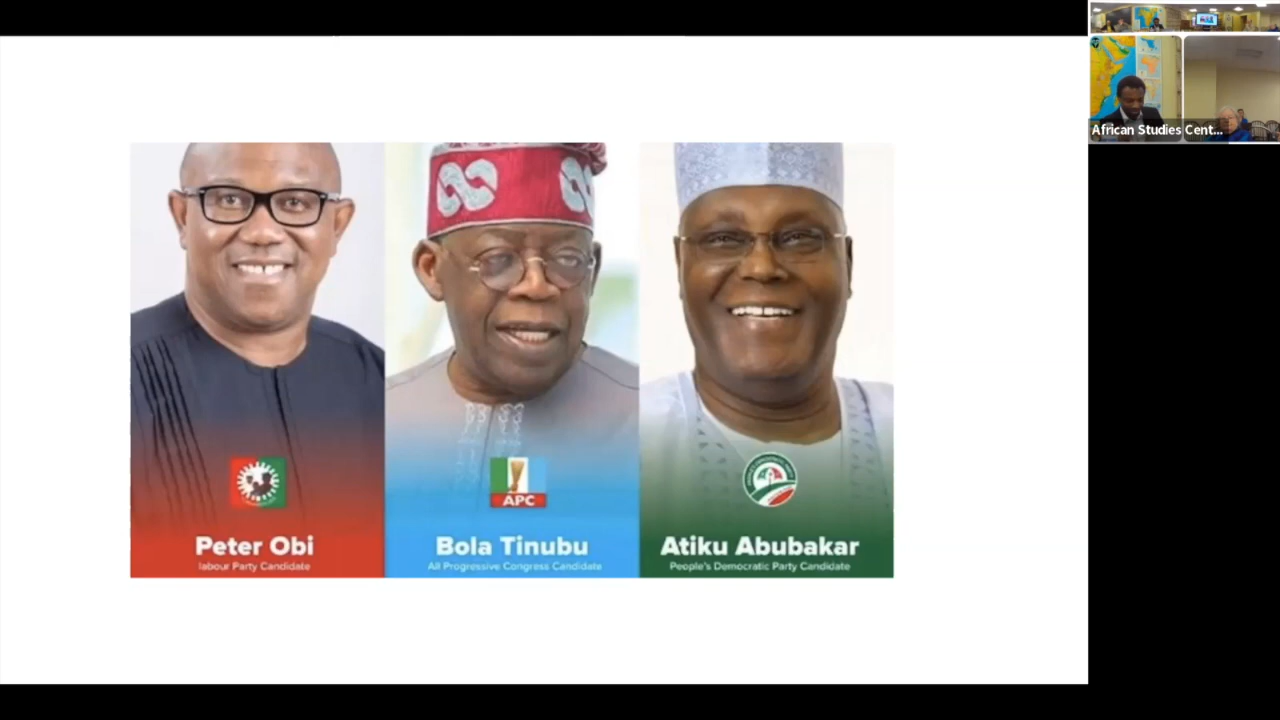 African Studies Cent...
APC
Peter Obi
labour Party Candidate
Bola Tinubu
All Progressive Congress Candidate
Atiku Abubakar
People's Democratic Party Candidate